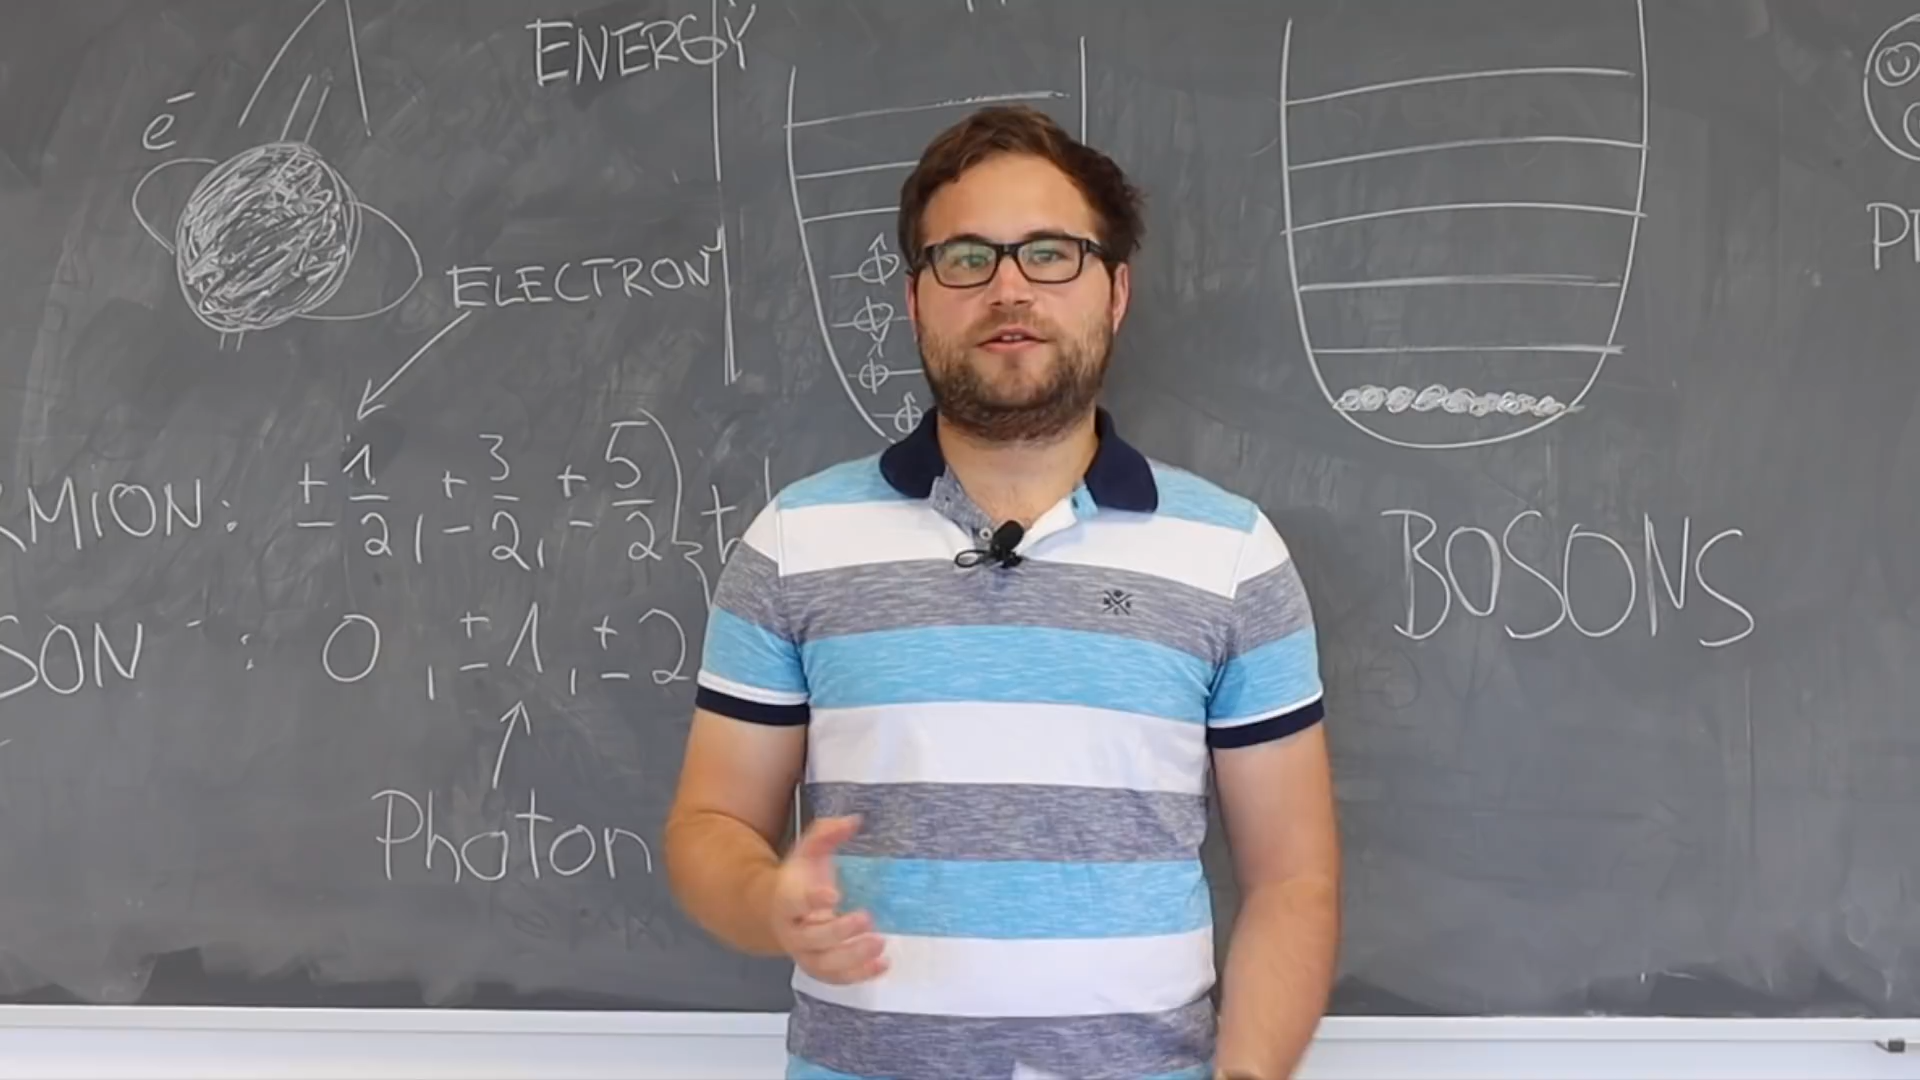 ENERGY
e-
ELECTRON
RMION: ± 1/2, ± 3/2, ± 5/2
SON : 0, ± 1, ± 2
Photon
BOSONS